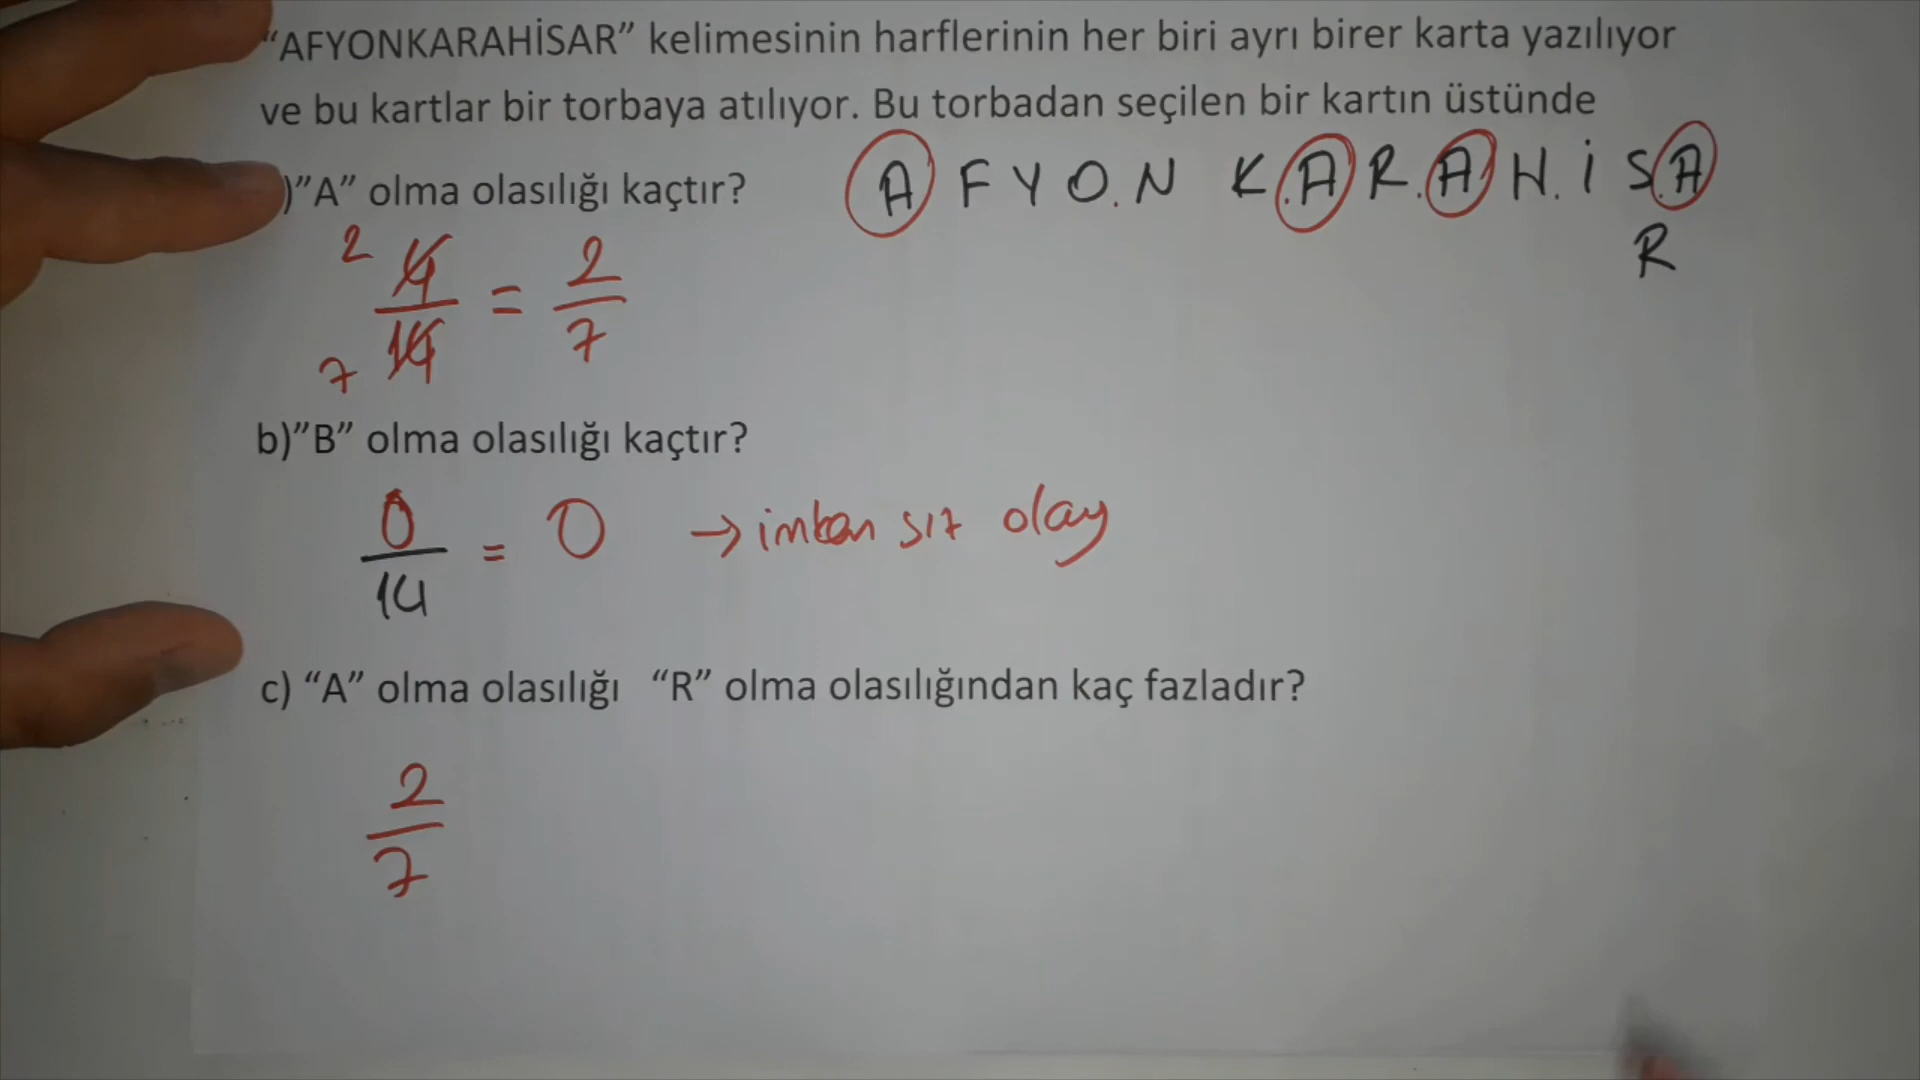 "AFYONKARAHİSAR" kelimesinin harflerinin her biri ayrı birer karta yazılıyor
ve bu kartlar bir torbaya atılıyor. Bu torbadan seçilen bir kartın üstünde
)"A" olma olasılığı kaçtır?
A F Y O N K A R A H İ S A
R
2 4/14 7 = 2/7
b)"B" olma olasılığı kaçtır?
0/14 = 0 → imkansız olay
c) "A" olma olasılığı "R" olma olasılığından kaç fazladır?
2/7